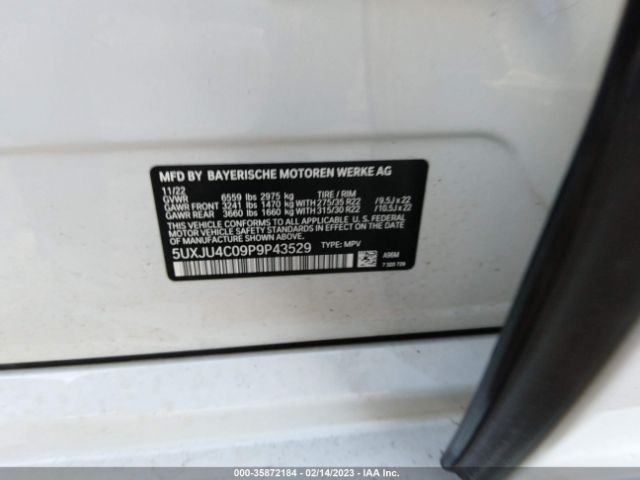 MFD BY BAYERISCHE MOTOREN WERKE AG
11/22
GVWR 6559 lbs 2975 kg TIRE / RIM
GAWR FRONT 3241 lbs 1470 kg WITH 275/35 R22 / 9.5J x 22
GAWR REAR 3660 lbs 1660 kg WITH 315/30 R22 / 10.5J x 22
THIS VEHICLE CONFORMS TO ALL APPLICABLE FEDERAL
MOTOR VEHICLE SAFETY STANDARDS IN EFFECT
ON THE DATE OF MANUFACTURE SHOWN ABOVE.
5UXJU4C09P9P43529 TYPE: MPV
A96M
000-35872184 - 02/14/2023 - IAA Inc.